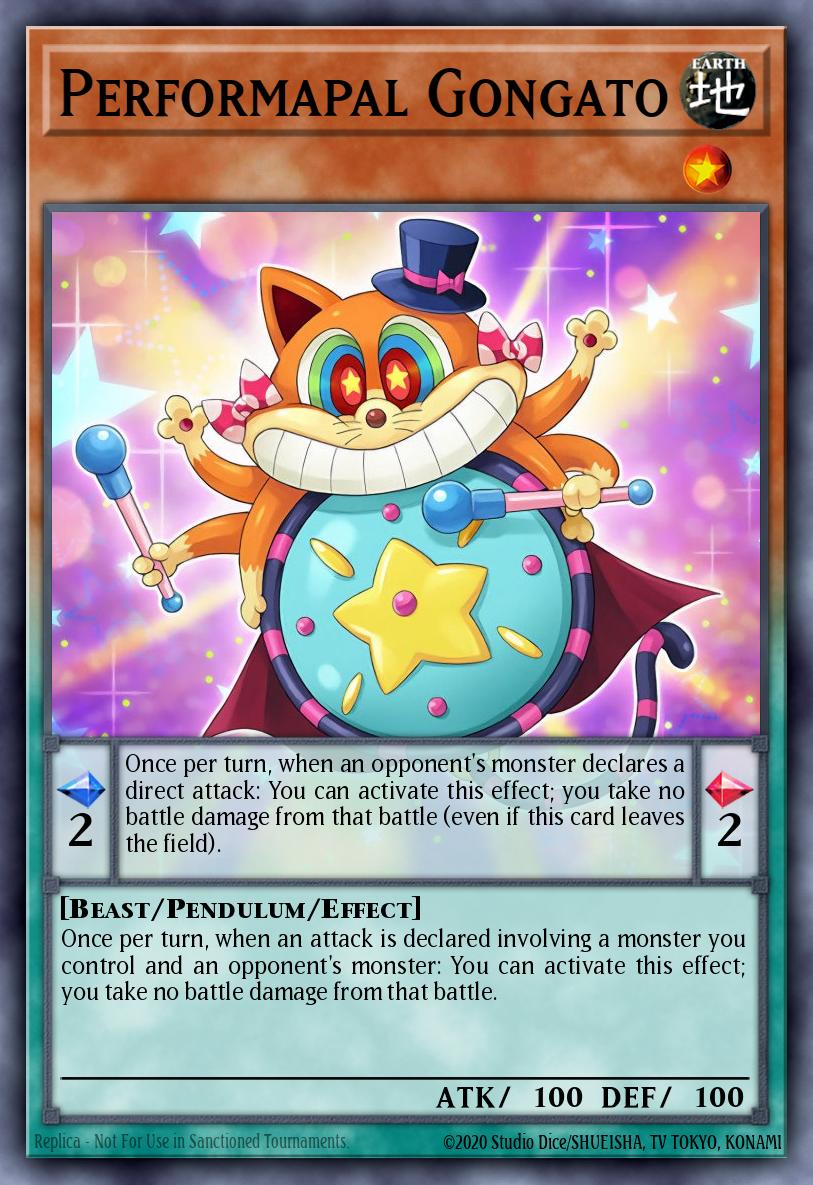 Performapal Gongato
EARTH
地
Once per turn, when an opponent's monster declares a
direct attack: You can activate this effect; you take no
battle damage from that battle (even if this card leaves
the field).
2
2
[Beast/Pendulum/Effect]
Once per turn, when an attack is declared involving a monster you
control and an opponent's monster: You can activate this effect;
you take no battle damage from that battle.
ATK/ 100 DEF/ 100
Replica - Not For Use in Sanctioned Tournaments.
©2020 Studio Dice/SHUEISHA, TV TOKYO, KONAMI